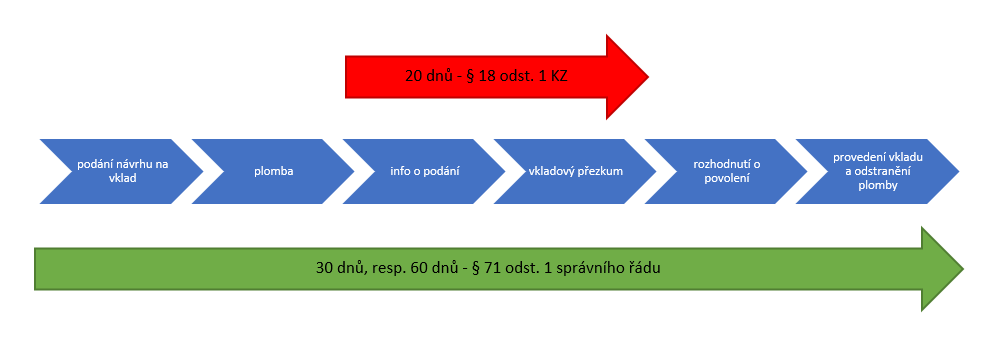 20 dnů - § 18 odst. 1 KZ
podání návrhu na
vklad
plomba
info o podání
vkladový přezkum
rozhodnutí o
povolení
provedení vkladu
a odstranění
plomby
30 dnů, resp. 60 dnů - § 71 odst. 1 správního řádu